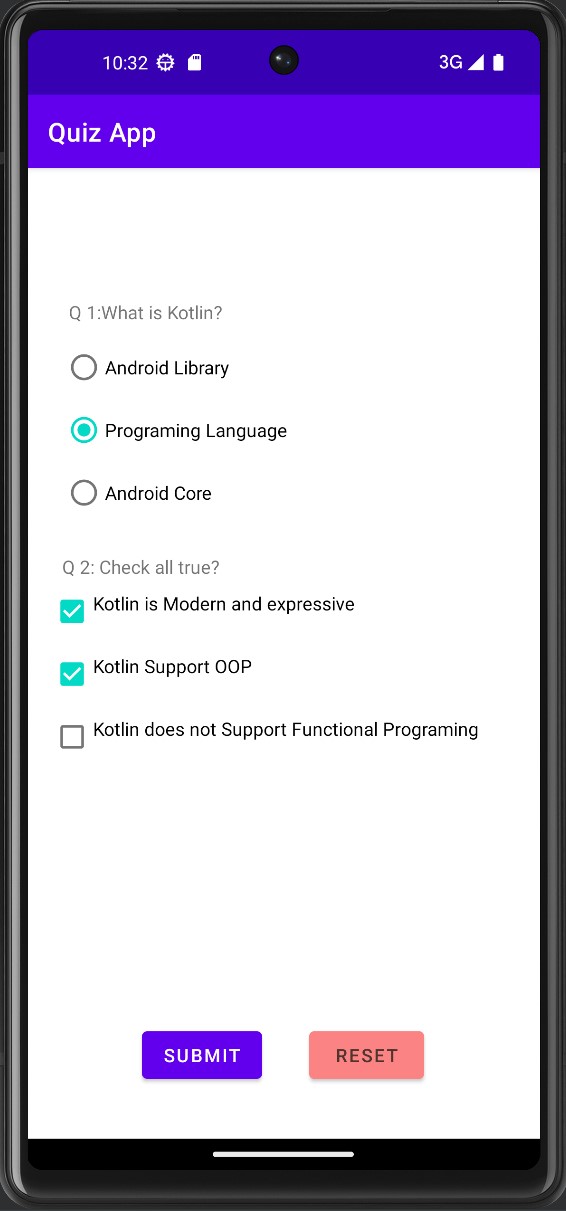 10:32 3G
Quiz App
Q 1:What is Kotlin?
Android Library
Programing Language
Android Core
Q 2: Check all true?
Kotlin is Modern and expressive
Kotlin Support OOP
Kotlin does not Support Functional Programing
SUBMIT RESET